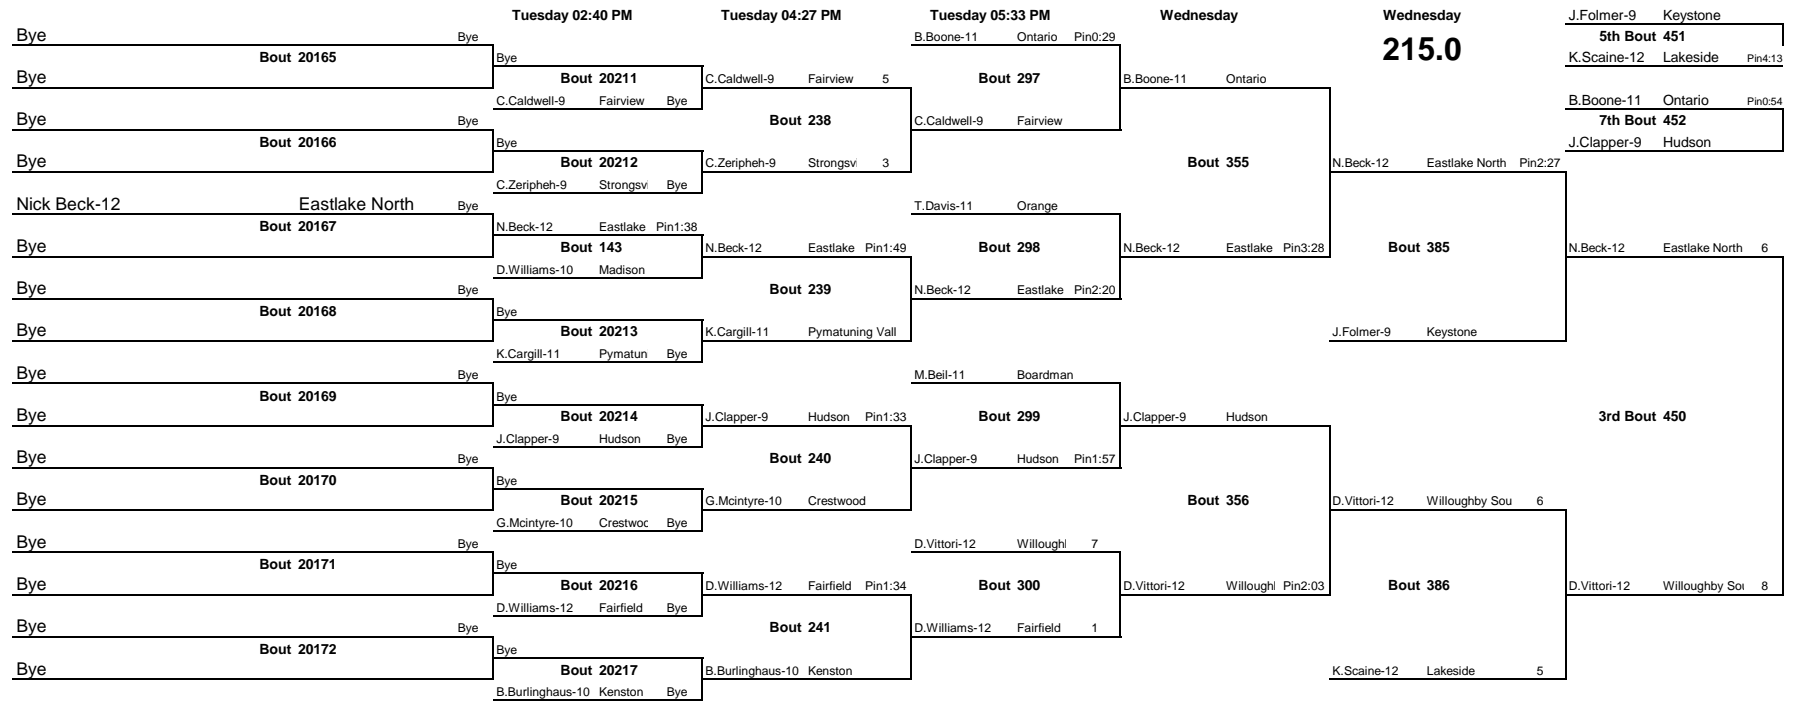 Tuesday 02:40 PM Tuesday 04:27 PM Tuesday 05:33 PM Wednesday Wednesday J.Folmer-9 Keystone
Bye Bye B.Boone-11 Ontario Pin0:29 215.0 5th Bout 451
Bout 20165 Bye K.Scaine-12 Lakeside Pin4:13
Bye Bout 20211 C.Caldwell-9 Fairview 5 Bout 297 B.Boone-11 Ontario
C.Caldwell-9 Fairview Bye B.Boone-11 Ontario Pin0:54
Bye Bye Bout 238 C.Caldwell-9 Fairview 7th Bout 452
Bout 20166 Bye J.Clapper-9 Hudson
Bye Bout 20212 C.Zeripheh-9 Strongsvi 3 Bout 355 N.Beck-12 Eastlake North Pin2:27
C.Zeripheh-9 Strongsvi Bye
Nick Beck-12 Eastlake North Bye T.Davis-11 Orange
Bout 20167 N.Beck-12 Eastlake Pin1:38
Bye Bout 143 N.Beck-12 Eastlake Pin1:49 Bout 298 N.Beck-12 Eastlake Pin3:28 Bout 385 N.Beck-12 Eastlake North 6
D.Williams-10 Madison
Bye Bye Bout 239 N.Beck-12 Eastlake Pin2:20
Bout 20168 Bye
Bye Bout 20213 K.Cargill-11 Pymatuning Vall J.Folmer-9 Keystone
K.Cargill-11 Pymatun Bye
Bye Bye M.Beil-11 Boardman
Bout 20169 Bye
Bye Bout 20214 J.Clapper-9 Hudson Pin1:33 Bout 299 J.Clapper-9 Hudson 3rd Bout 450
J.Clapper-9 Hudson Bye
Bye Bye Bout 240 J.Clapper-9 Hudson Pin1:57
Bout 20170 Bye
Bye Bout 20215 G.Mcintyre-10 Crestwood Bout 356 D.Vittori-12 Willoughby Sou 6
G.Mcintyre-10 Crestwoo Bye
Bye Bye D.Vittori-12 Willough 7
Bout 20171 Bye
Bye Bout 20216 D.Williams-12 Fairfield Pin1:34 Bout 300 D.Vittori-12 Willough Pin2:03 Bout 386 D.Vittori-12 Willoughby Sou 8
D.Williams-12 Fairfield Bye
Bye Bye Bout 241 D.Williams-12 Fairfield 1
Bout 20172 Bye
Bye Bout 20217 B.Burlinghaus-10 Kenston K.Scaine-12 Lakeside 5
B.Burlinghaus-10 Kenston Bye